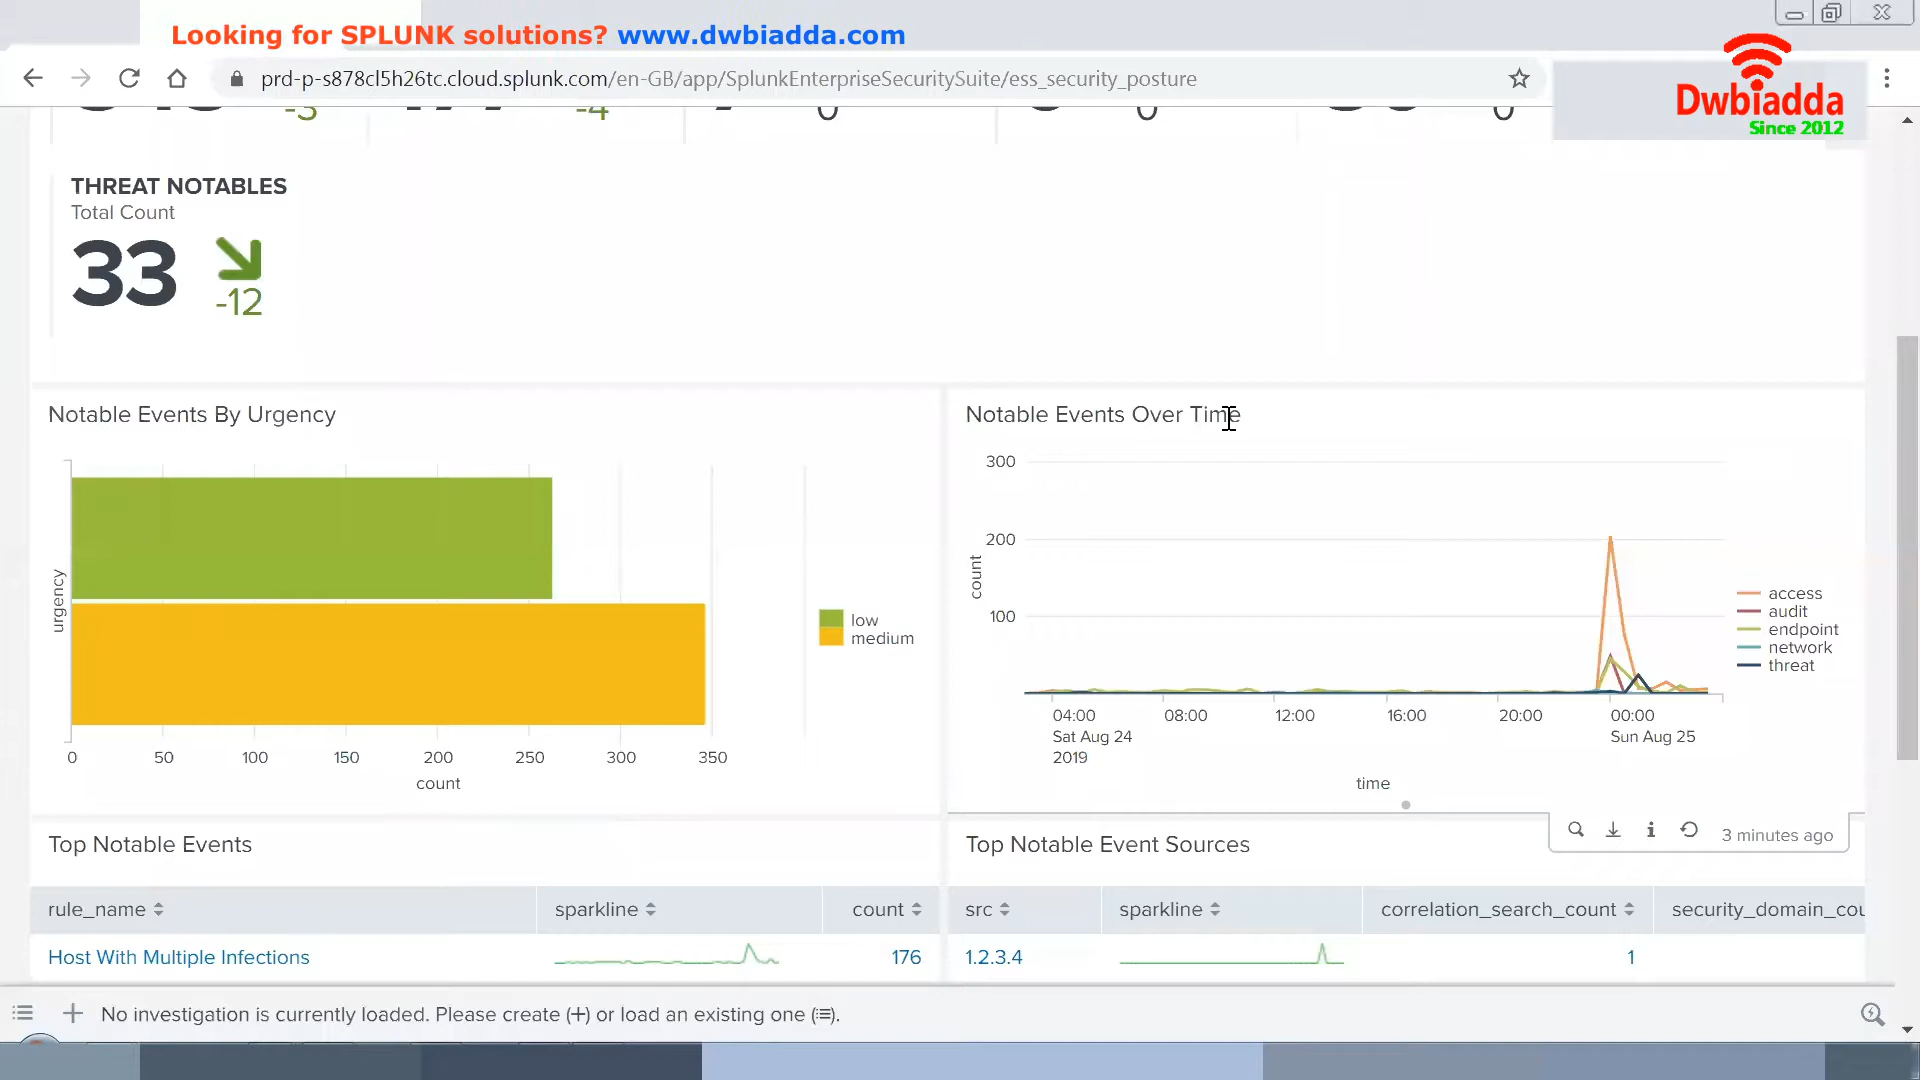 Looking for SPLUNK solutions? www.dwbiadda.com
prd-p-s878cl5h26tc.cloud.splunk.com/en-GB/app/SplunkEnterpriseSecuritySuite/ess_security_posture
Dwbiadda
Since 2012
-3 -4 0 0 0
THREAT NOTABLES
Total Count
33
-12
Notable Events By Urgency
urgency
low
medium
0 50 100 150 200 250 300 350
count
Notable Events Over Time
300
200
100
count
access
audit
endpoint
network
threat
04:00 08:00 12:00 16:00 20:00 00:00
Sat Aug 24 Sun Aug 25
2019
time
3 minutes ago
Top Notable Events
rule_name sparkline count
Host With Multiple Infections 176
Top Notable Event Sources
src sparkline correlation_search_count security_domain_cou
1.2.3.4 1
No investigation is currently loaded. Please create (+) or load an existing one (≡).